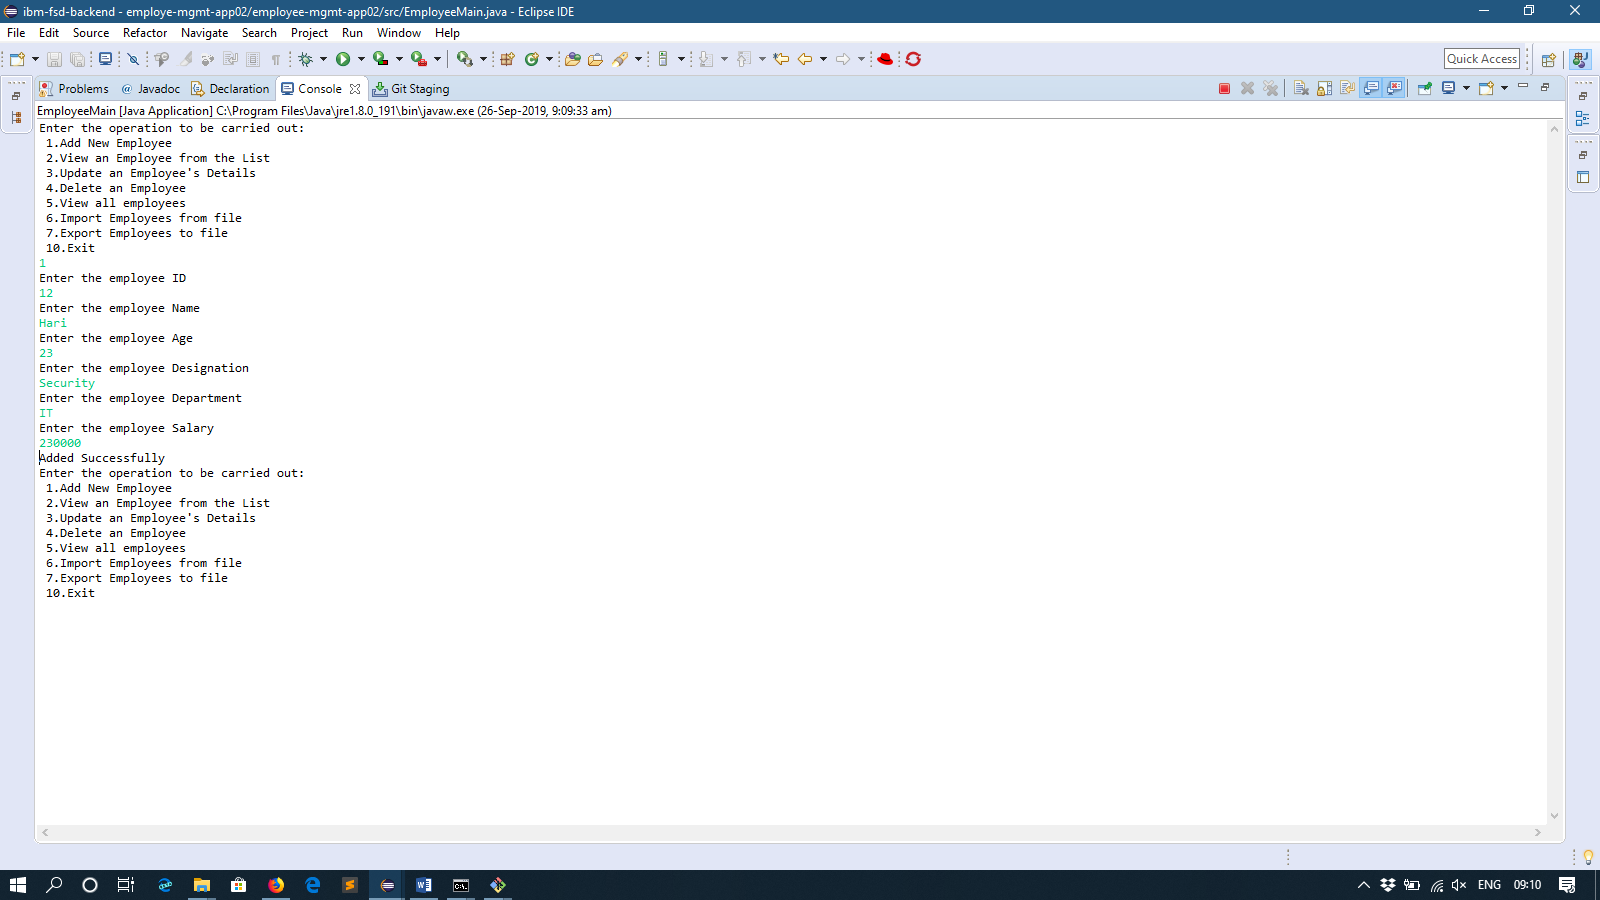 ibm-fsd-backend - employe-mgmt-app02/employee-mgmt-app02/src/EmployeeMain.java - Eclipse IDE
File Edit Source Refactor Navigate Search Project Run Window Help
Quick Access
Problems @ Javadoc Declaration Console Git Staging
EmployeeMain [Java Application] C:\Program Files\Java\jre1.8.0_191\bin\javaw.exe (26-Sep-2019, 9:09:33 am)
Enter the operation to be carried out:
1.Add New Employee
2.View an Employee from the List
3.Update an Employee's Details
4.Delete an Employee
5.View all employees
6.Import Employees from file
7.Export Employees to file
10.Exit
1
Enter the employee ID
12
Enter the employee Name
Hari
Enter the employee Age
23
Enter the employee Designation
Security
Enter the employee Department
IT
Enter the employee Salary
230000
Added Successfully
Enter the operation to be carried out:
1.Add New Employee
2.View an Employee from the List
3.Update an Employee's Details
4.Delete an Employee
5.View all employees
6.Import Employees from file
7.Export Employees to file
10.Exit
ENG 09:10